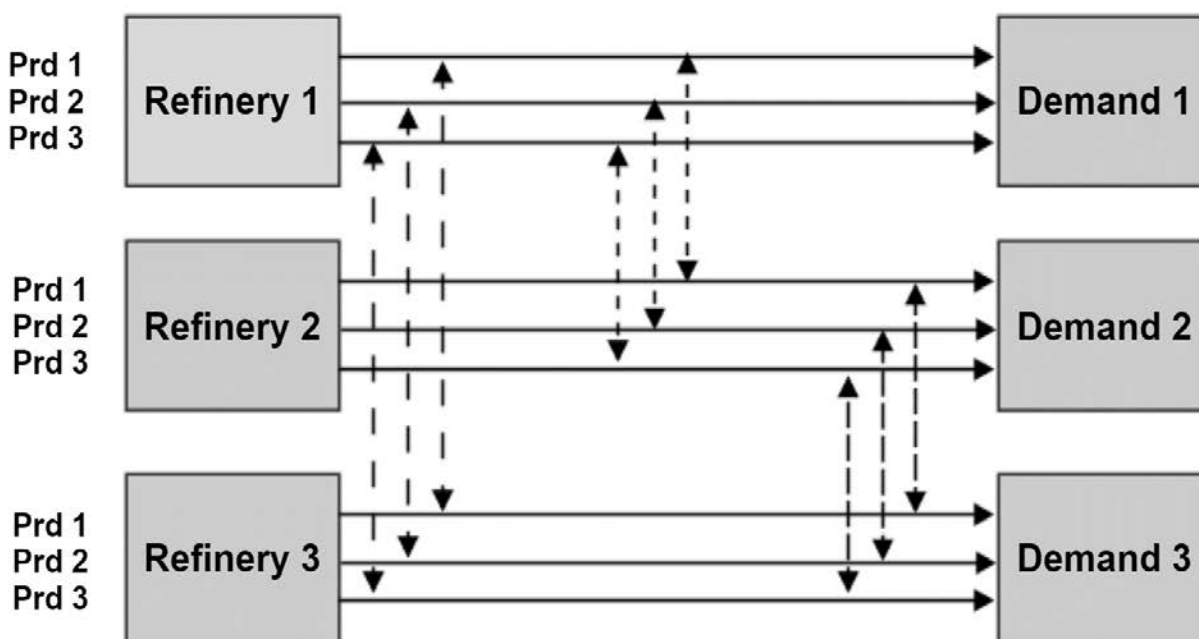 Prd 1
Prd 2
Prd 3
Refinery 1
Demand 1
Prd 1
Prd 2
Prd 3
Refinery 2
Demand 2
Prd 1
Prd 2
Prd 3
Refinery 3
Demand 3